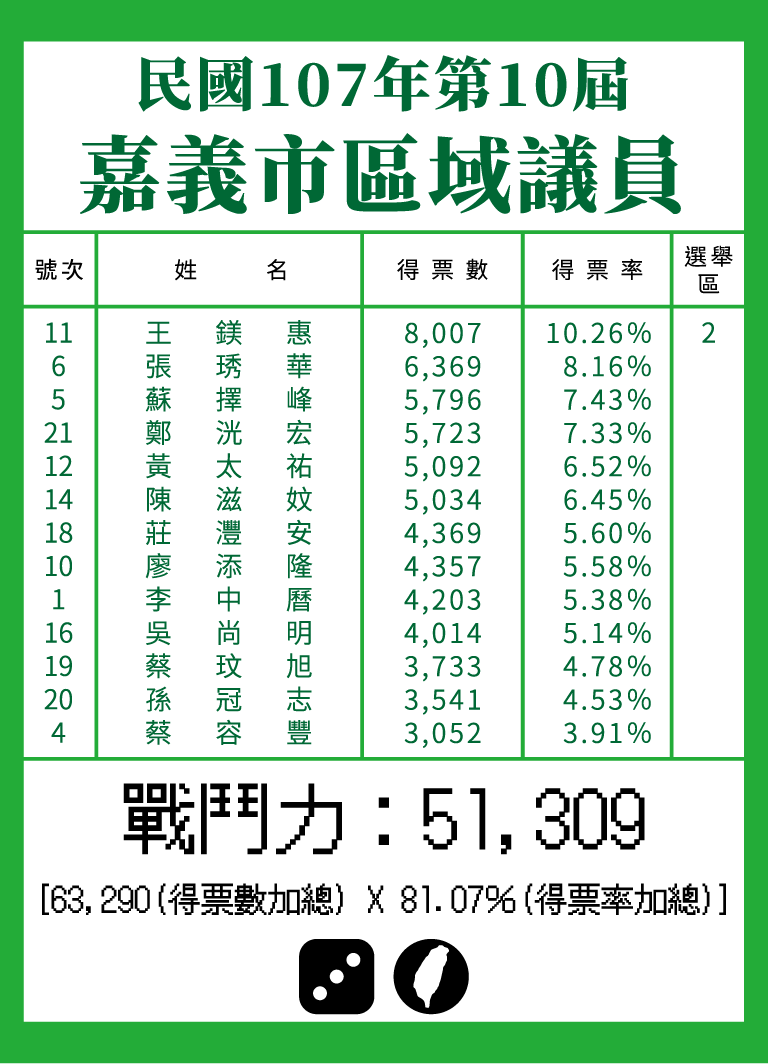 民國107年第10屆
嘉義市區域議員
號次 姓名 得票數 得票率 選舉區
11 王鎂惠 8,007 10.26% 2
6 張琇華 6,369 8.16%
5 蘇擇峰 5,796 7.43%
21 鄭洸宏 5,723 7.33%
12 黃太祐 5,092 6.52%
14 陳滋妏 5,034 6.45%
18 莊灃安 4,369 5.60%
10 廖添隆 4,357 5.58%
1 李中曆 4,203 5.38%
16 吳尚明 4,014 5.14%
19 蔡玟旭 3,733 4.78%
20 孫冠志 3,541 4.53%
4 蔡容豐 3,052 3.91%
戰鬥力：51,309
[63,290(得票數加總) X 81.07%(得票率加總)]